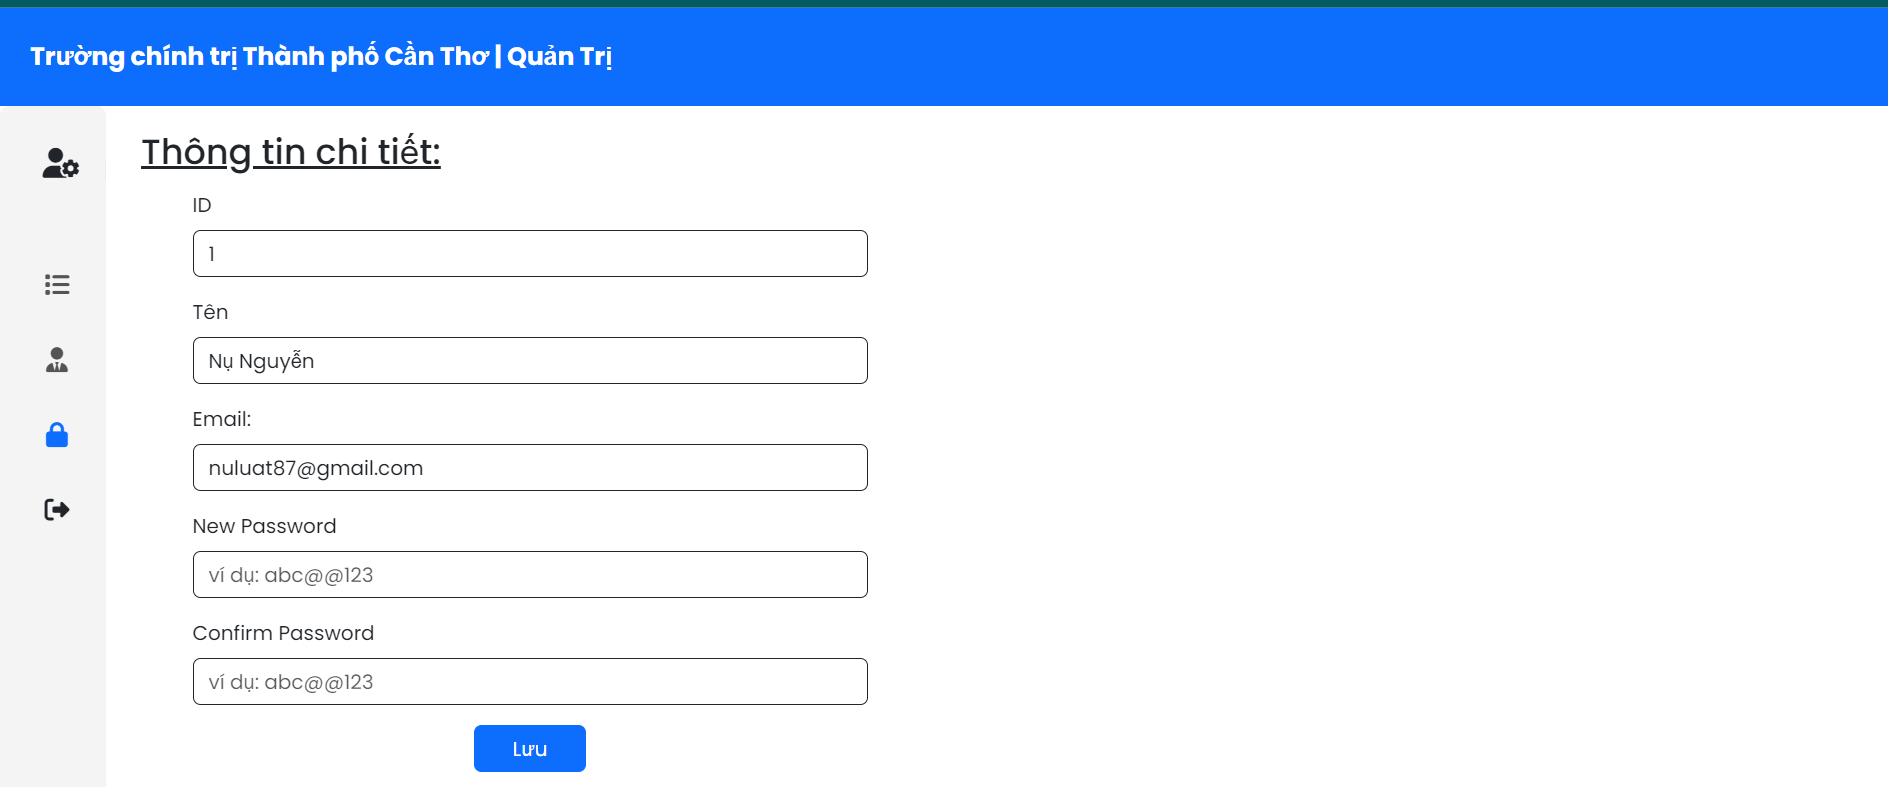 Trường chính trị Thành phố Cần Thơ | Quản Trị
Thông tin chi tiết:
ID
1
Tên
Nụ Nguyễn
Email:
nuluat87@gmail.com
New Password
ví dụ: abc@@123
Confirm Password
ví dụ: abc@@123
Lưu